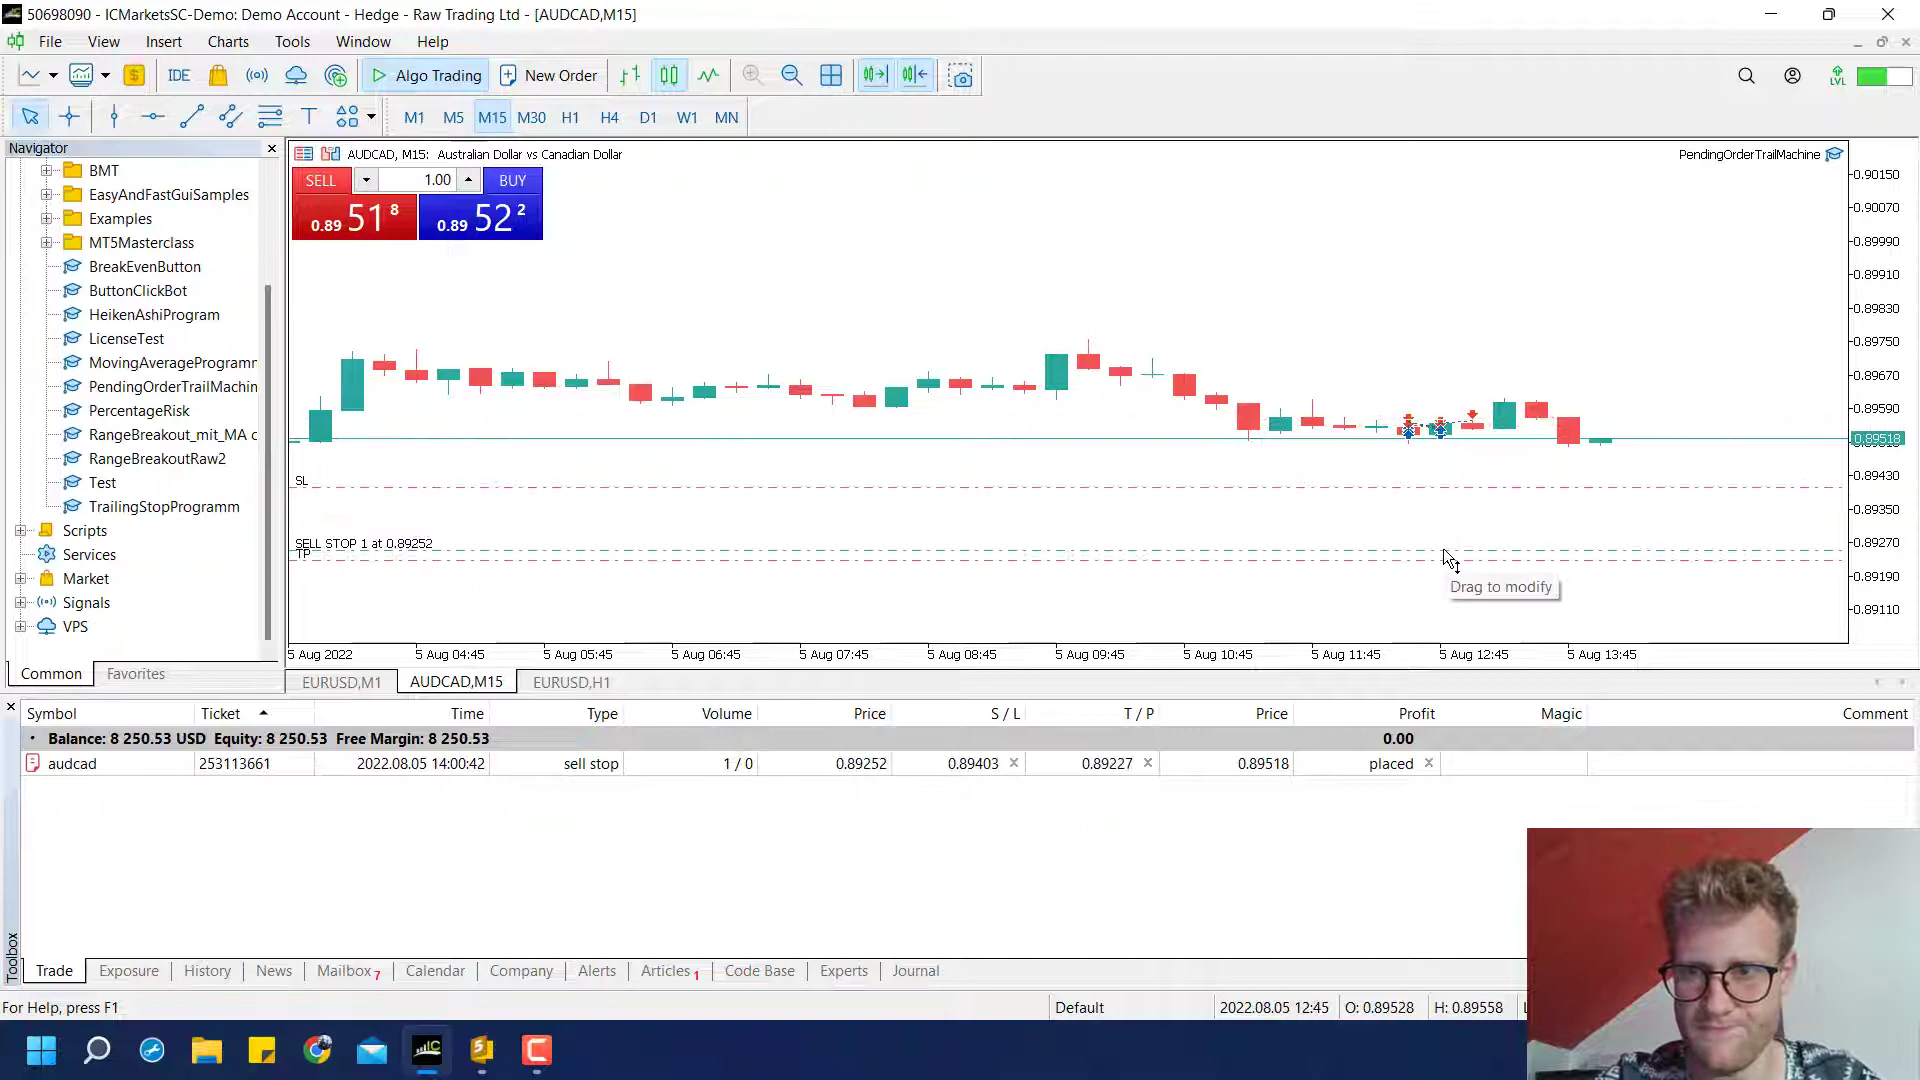 50698090 - ICMarketsSC-Demo: Demo Account - Hedge - Raw Trading Ltd - [AUDCAD,M15]
File View Insert Charts Tools Window Help
IDE Algo Trading New Order LVL
M1 M5 M15 M30 H1 H4 D1 W1 MN
Navigator
BMT
EasyAndFastGuiSamples
Examples
MT5Masterclass
BreakEvenButton
ButtonClickBot
HeikenAshiProgram
LicenseTest
MovingAverageProgramm
PendingOrderTrailMachin
PercentageRisk
RangeBreakout_mit_MA c
RangeBreakoutRaw2
Test
TrailingStopProgramm
Scripts
Services
Market
Signals
VPS
Common Favorites
AUDCAD, M15: Australian Dollar vs Canadian Dollar
PendingOrderTrailMachine
SELL 1.00 BUY
0.89 51 8 0.89 52 2
0.90150
0.90070
0.89990
0.89910
0.89830
0.89750
0.89670
0.89590
0.89518
0.89430
0.89350
0.89270
0.89190
0.89110
SL
SELL STOP 1 at 0.89252
TP
Drag to modify
5 Aug 2022 5 Aug 04:45 5 Aug 05:45 5 Aug 06:45 5 Aug 07:45 5 Aug 08:45 5 Aug 09:45 5 Aug 10:45 5 Aug 11:45 5 Aug 12:45 5 Aug 13:45
EURUSD,M1 AUDCAD,M15 EURUSD,H1
Symbol Ticket Time Type Volume Price S / L T / P Price Profit Magic Comment
Balance: 8 250.53 USD Equity: 8 250.53 Free Margin: 8 250.53 0.00
audcad 253113661 2022.08.05 14:00:42 sell stop 1 / 0 0.89252 0.89403 0.89227 0.89518 placed
Toolbox
Trade Exposure History News Mailbox 7 Calendar Company Alerts Articles 1 Code Base Experts Journal
For Help, press F1 Default 2022.08.05 12:45 O: 0.89528 H: 0.89558
IC